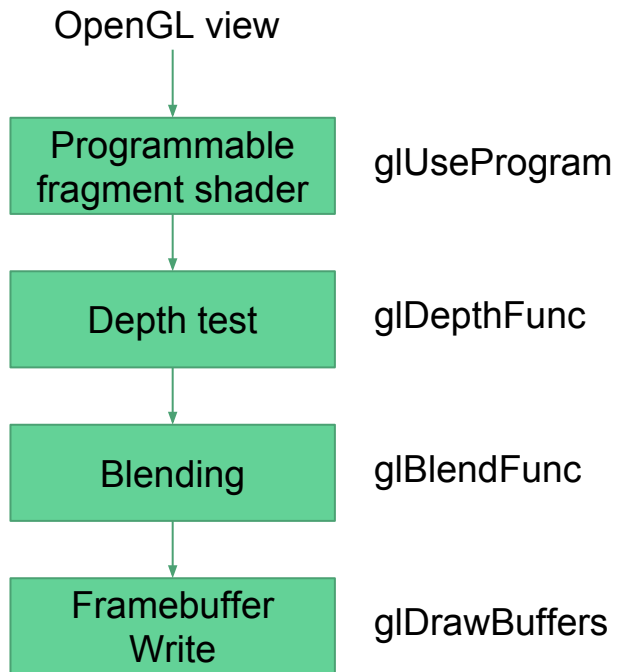 OpenGL view
Programmable
fragment shader
glUseProgram
Depth test
glDepthFunc
Blending
glBlendFunc
Framebuffer
Write
glDrawBuffers